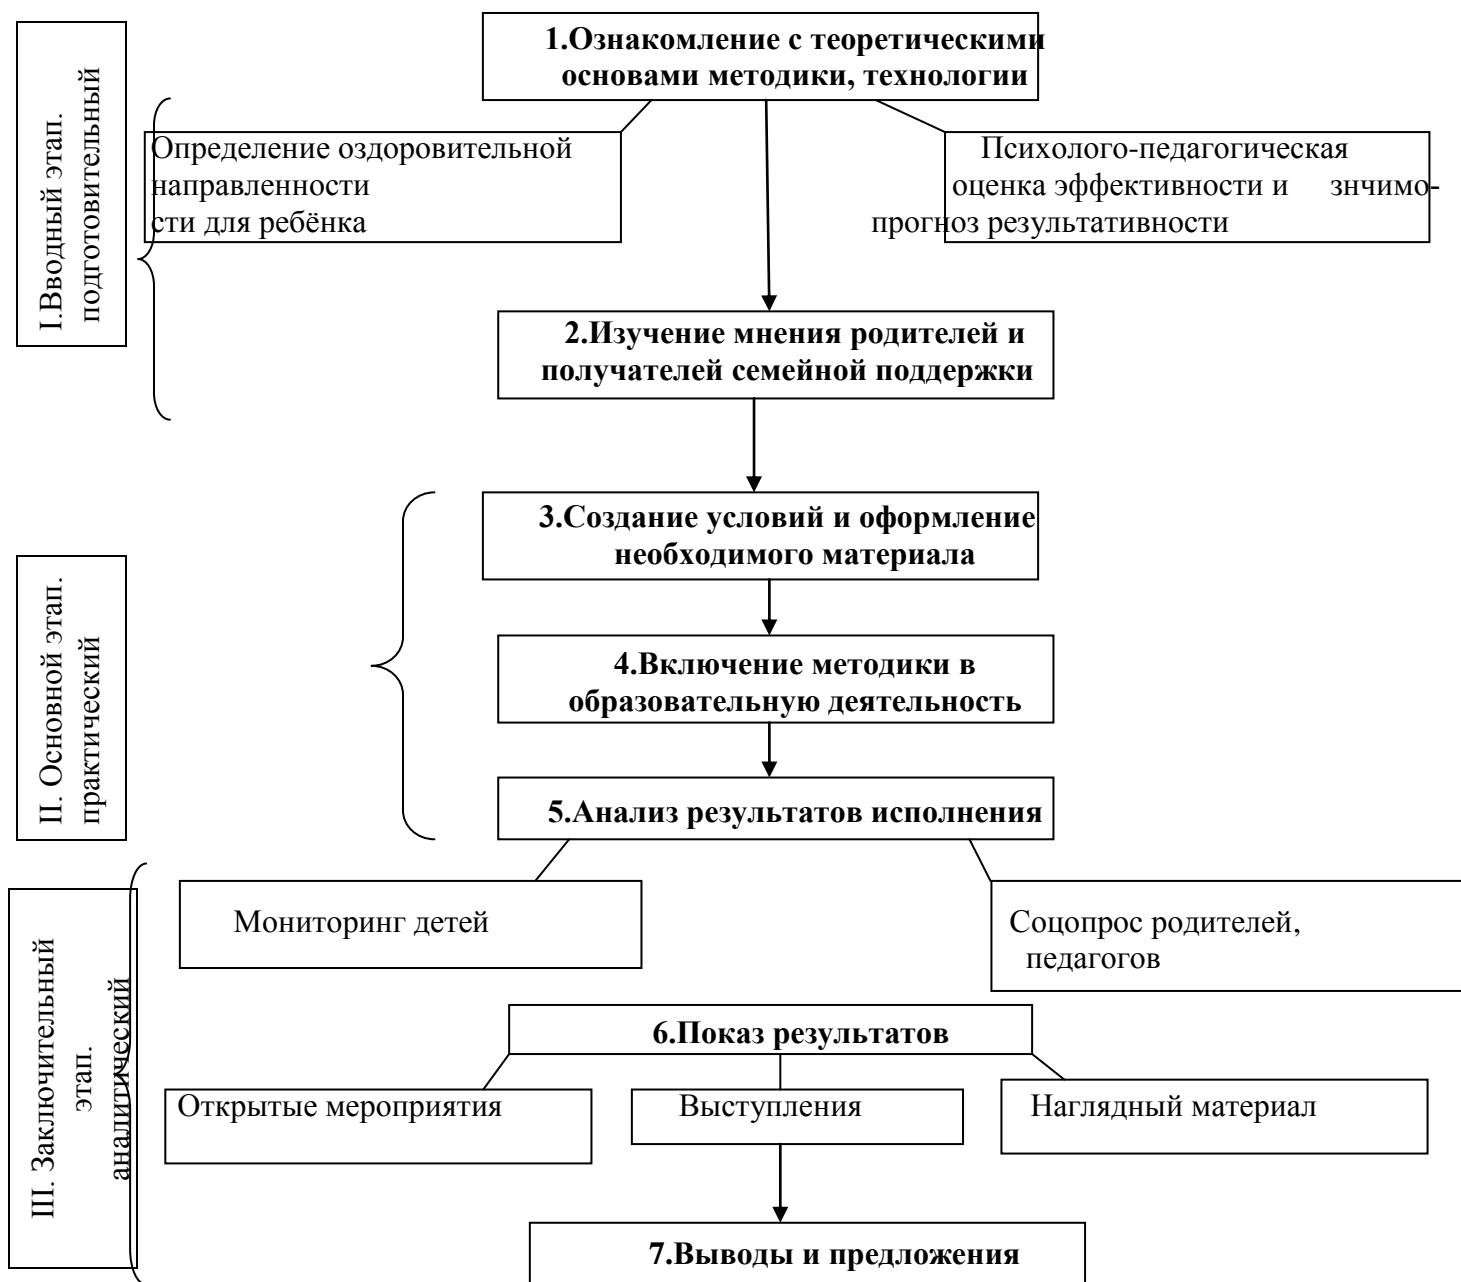 I.Вводный этап.
подготовительный
1.Ознакомление с теоретическими
основами методики, технологии
Определение оздоровительной
направленности
сти для ребёнка
Психолого-педагогическая
оценка эффективности и знчимо-
прогноз результативности
2.Изучение мнения родителей и
получателей семейной поддержки
II. Основной этап.
практический
3.Создание условий и оформление
необходимого материала
4.Включение методики в
образовательную деятельность
5.Анализ результатов исполнения
III. Заключительный
этап.
аналитический
Мониторинг детей
Соцопрос родителей,
педагогов
6.Показ результатов
Открытые мероприятия
Выступления
Наглядный материал
7.Выводы и предложения